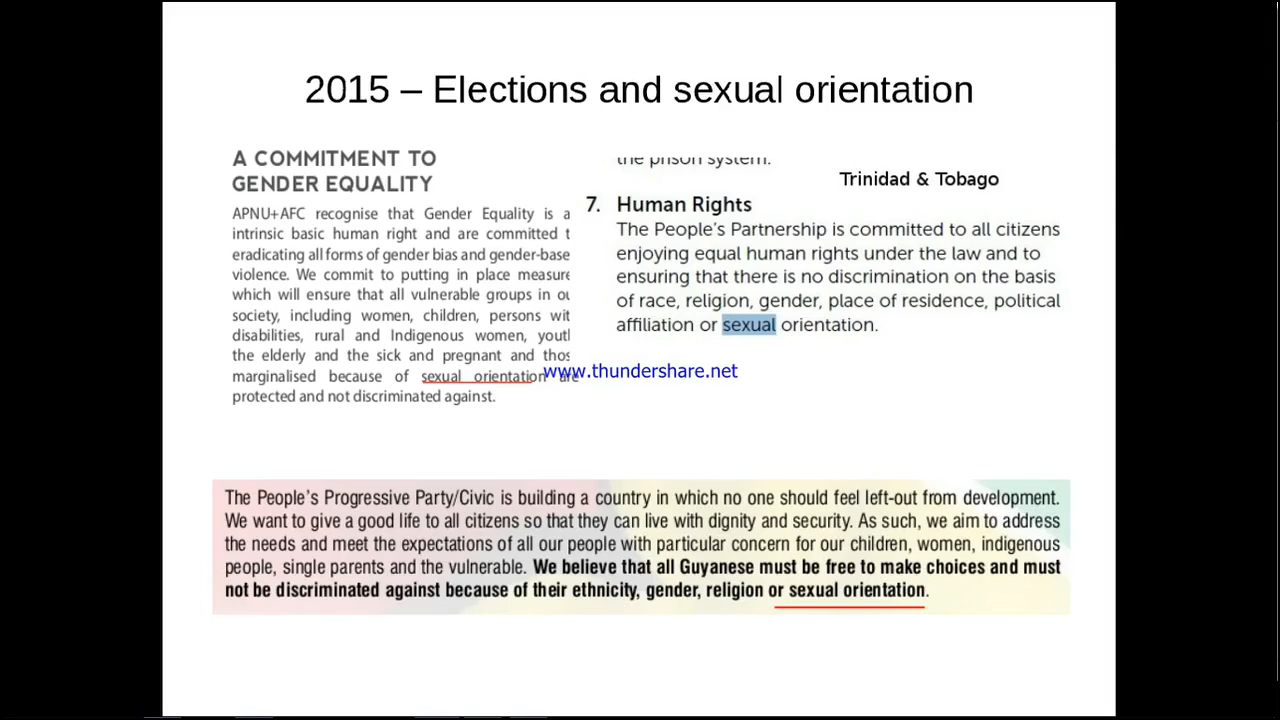 2015 – Elections and sexual orientation
A COMMITMENT TO
GENDER EQUALITY
APNU+AFC recognise that Gender Equality is a
intrinsic basic human right and are committed t
eradicating all forms of gender bias and gender-base
violence. We commit to putting in place measure
which will ensure that all vulnerable groups in ou
society, including women, children, persons wit
disabilities, rural and Indigenous women, yout
the elderly and the sick and pregnant and thos
marginalised because of sexual orientation are
protected and not discriminated against.
the prison system.
Trinidad & Tobago
7. Human Rights
The People's Partnership is committed to all citizens
enjoying equal human rights under the law and to
ensuring that there is no discrimination on the basis
of race, religion, gender, place of residence, political
affiliation or sexual orientation.
www.thundershare.net
The People's Progressive Party/Civic is building a country in which no one should feel left-out from development.
We want to give a good life to all citizens so that they can live with dignity and security. As such, we aim to address
the needs and meet the expectations of all our people with particular concern for our children, women, indigenous
people, single parents and the vulnerable. We believe that all Guyanese must be free to make choices and must
not be discriminated against because of their ethnicity, gender, religion or sexual orientation.